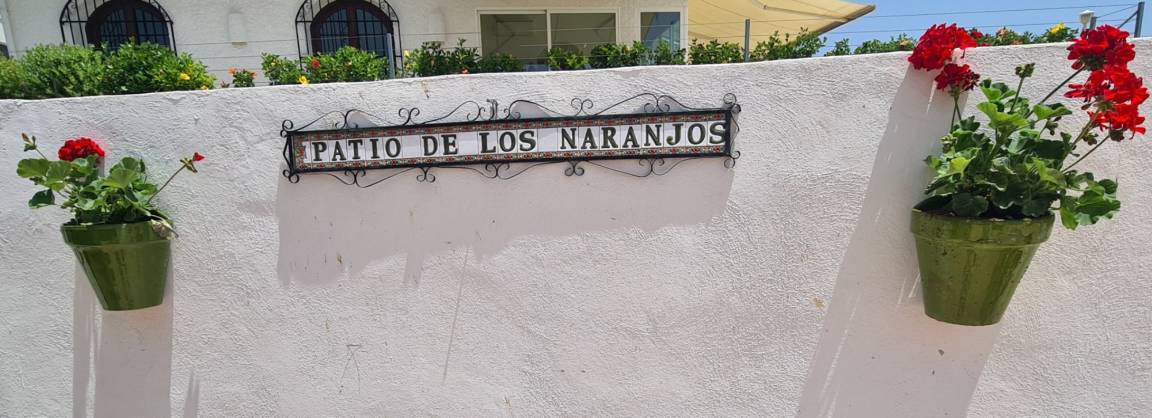 PATIO DE LOS NARANJOS